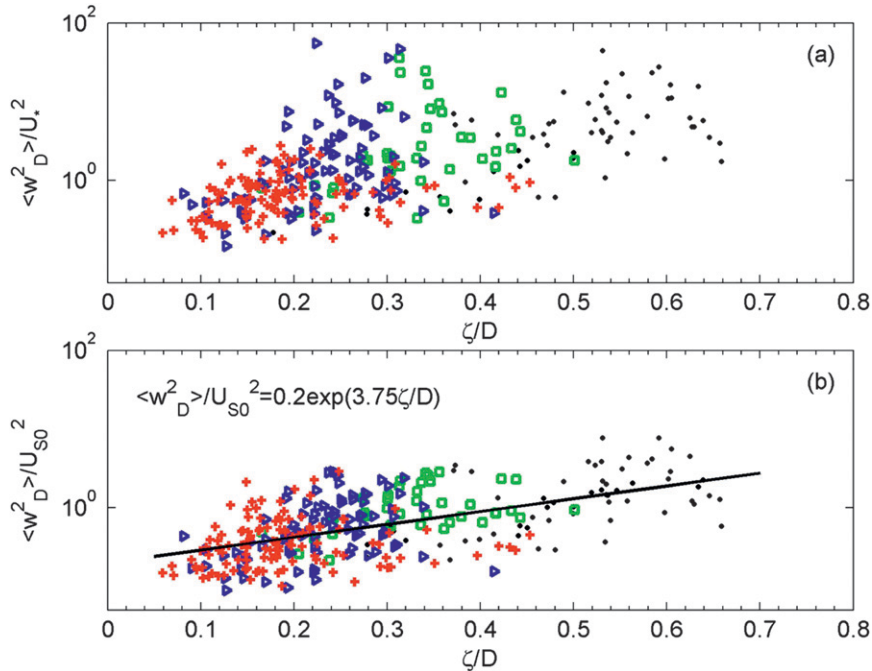 10²
(a)
<w²_D>/U_*²
10⁰
0 0.1 0.2 0.3 0.4 0.5 0.6 0.7 0.8
ζ/D
10²
(b)
<w²_D>/U_S0²=0.2exp(3.75ζ/D)
<w²_D>/U_S0²
10⁰
0 0.1 0.2 0.3 0.4 0.5 0.6 0.7 0.8
ζ/D